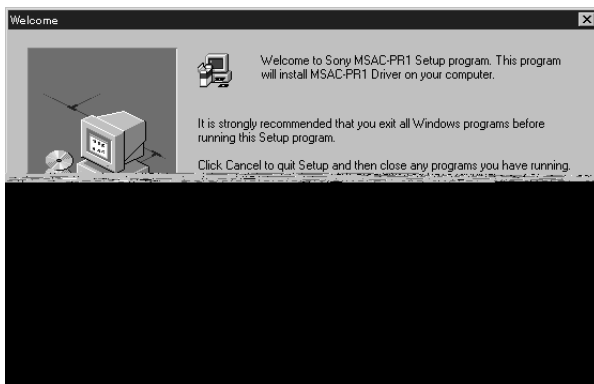 Welcome
Welcome to Sony MSAC-PR1 Setup program. This program
will install MSAC-PR1 Driver on your computer.
It is strongly recommended that you exit all Windows programs before
running this Setup program.
Click Cancel to quit Setup and then close any programs you have running.